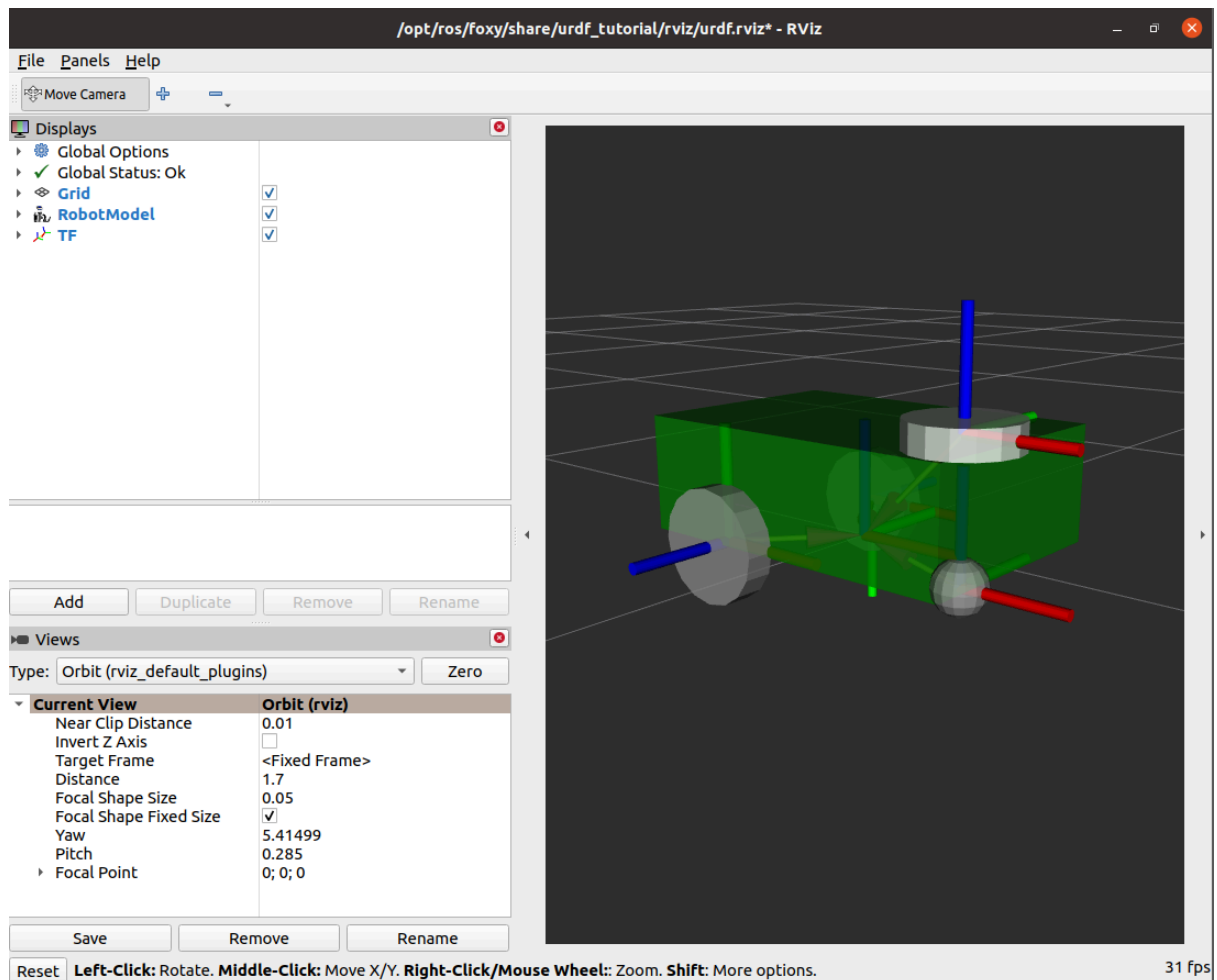 /opt/ros/foxy/share/urdf_tutorial/rviz/urdf.rviz* - RViz
File Panels Help
Move Camera
Displays
Global Options
Global Status: Ok
Grid
RobotModel
TF
Add Duplicate Remove Rename
Views
Type: Orbit (rviz_default_plugins) Zero
Current View Orbit (rviz)
Near Clip Distance 0.01
Invert Z Axis
Target Frame <Fixed Frame>
Distance 1.7
Focal Shape Size 0.05
Focal Shape Fixed Size
Yaw 5.41499
Pitch 0.285
Focal Point 0; 0; 0
Save Remove Rename
Reset Left-Click: Rotate. Middle-Click: Move X/Y. Right-Click/Mouse Wheel:: Zoom. Shift: More options. 31 fps